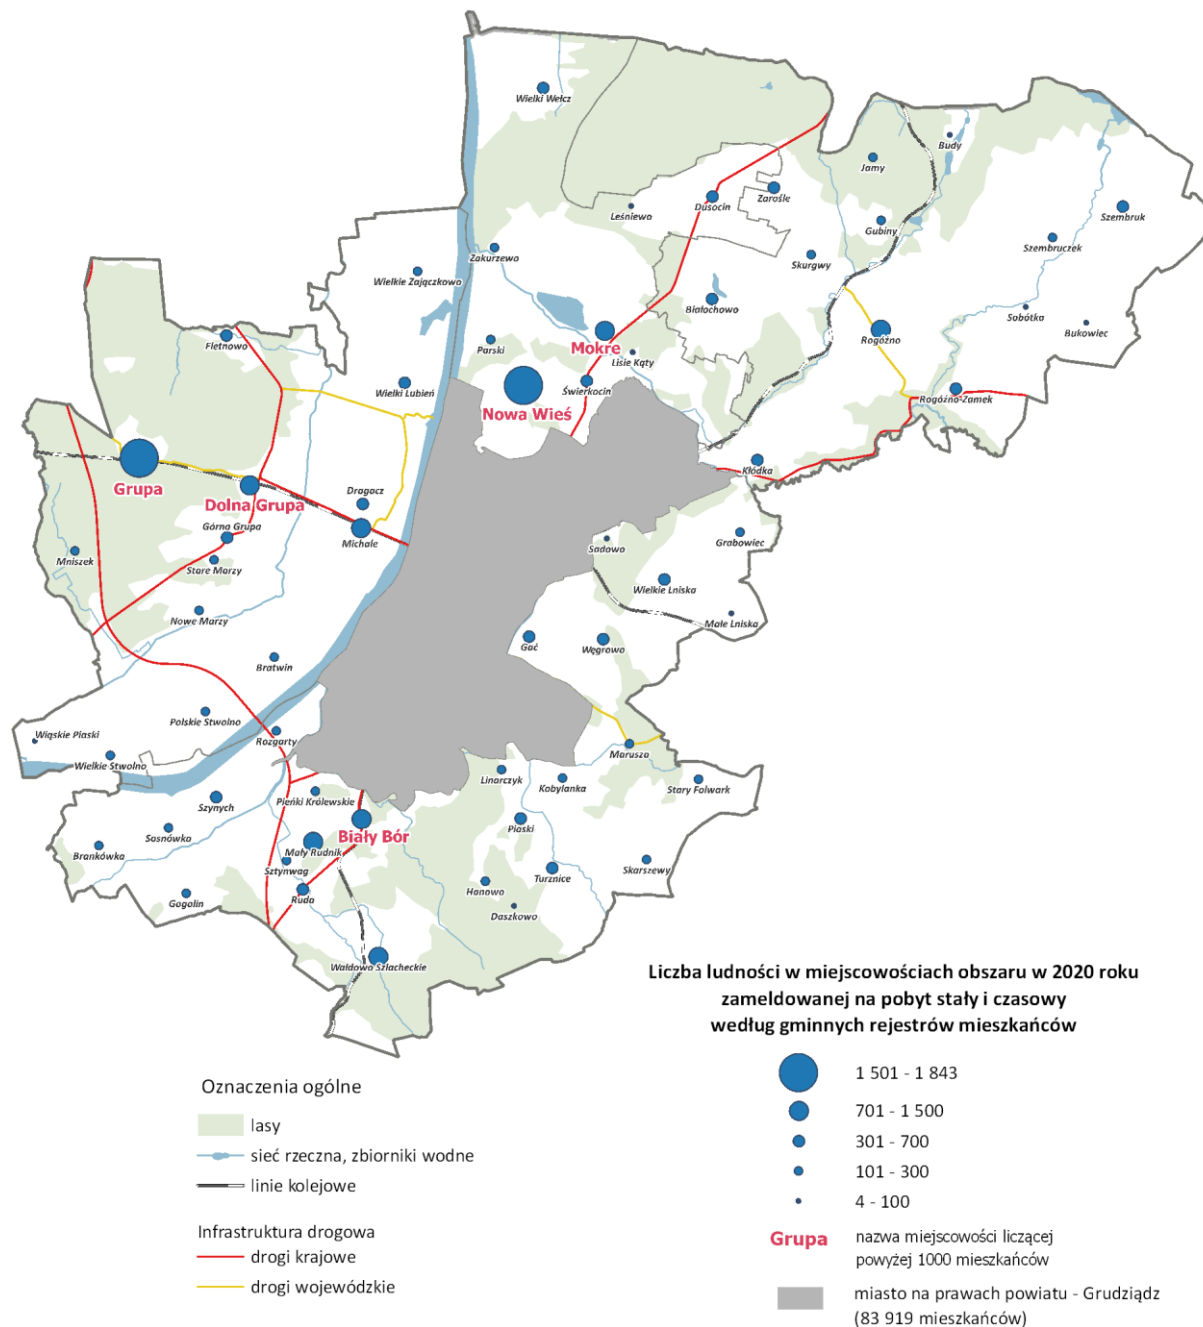 Wielki Wełcz
Budy
Jamy
Leśniewo
Dusocin
Zarośle
Gubiny
Szembruk
Szembruczek
Zakurzewo
Skurgwy
Wielkie Zajączkowo
Białochowo
Sobótka
Bukowiec
Fletnowo
Parski
Mokre
Lisie Kąty
Rogóźno
Wielki Lubień
Świerkocin
Nowa Wieś
Rogóźno-Zamek
Grupa
Kłódka
Dolna Grupa
Dragacz
Górna Grupa
Michale
Mniszek
Stare Marzy
Sadowo
Grabowiec
Wielkie Lniska
Nowe Marzy
Małe Lniska
Gać
Węgrowo
Bratwin
Polskie Stwolno
Wiąskie Piaski
Rozgarty
Wielkie Stwolno
Marusza
Linarczyk
Kobylanka
Stary Folwark
Szynych
Pieńki Królewskie
Sosnówka
Biały Bór
Piaski
Brankówka
Mały Rudnik
Sztynwag
Turznice
Skarszewy
Gogolin
Ruda
Hanowo
Daszkowo
Wałdowo Szlacheckie
Liczba ludności w miejscowościach obszaru w 2020 roku
zameldowanej na pobyt stały i czasowy
według gminnych rejestrów mieszkańców
1 501 - 1 843
701 - 1 500
301 - 700
101 - 300
4 - 100
Grupa
nazwa miejscowości liczącej
powyżej 1000 mieszkańców
miasto na prawach powiatu - Grudziądz
(83 919 mieszkańców)
Oznaczenia ogólne
lasy
sieć rzeczna, zbiorniki wodne
linie kolejowe
Infrastruktura drogowa
drogi krajowe
drogi wojewódzkie